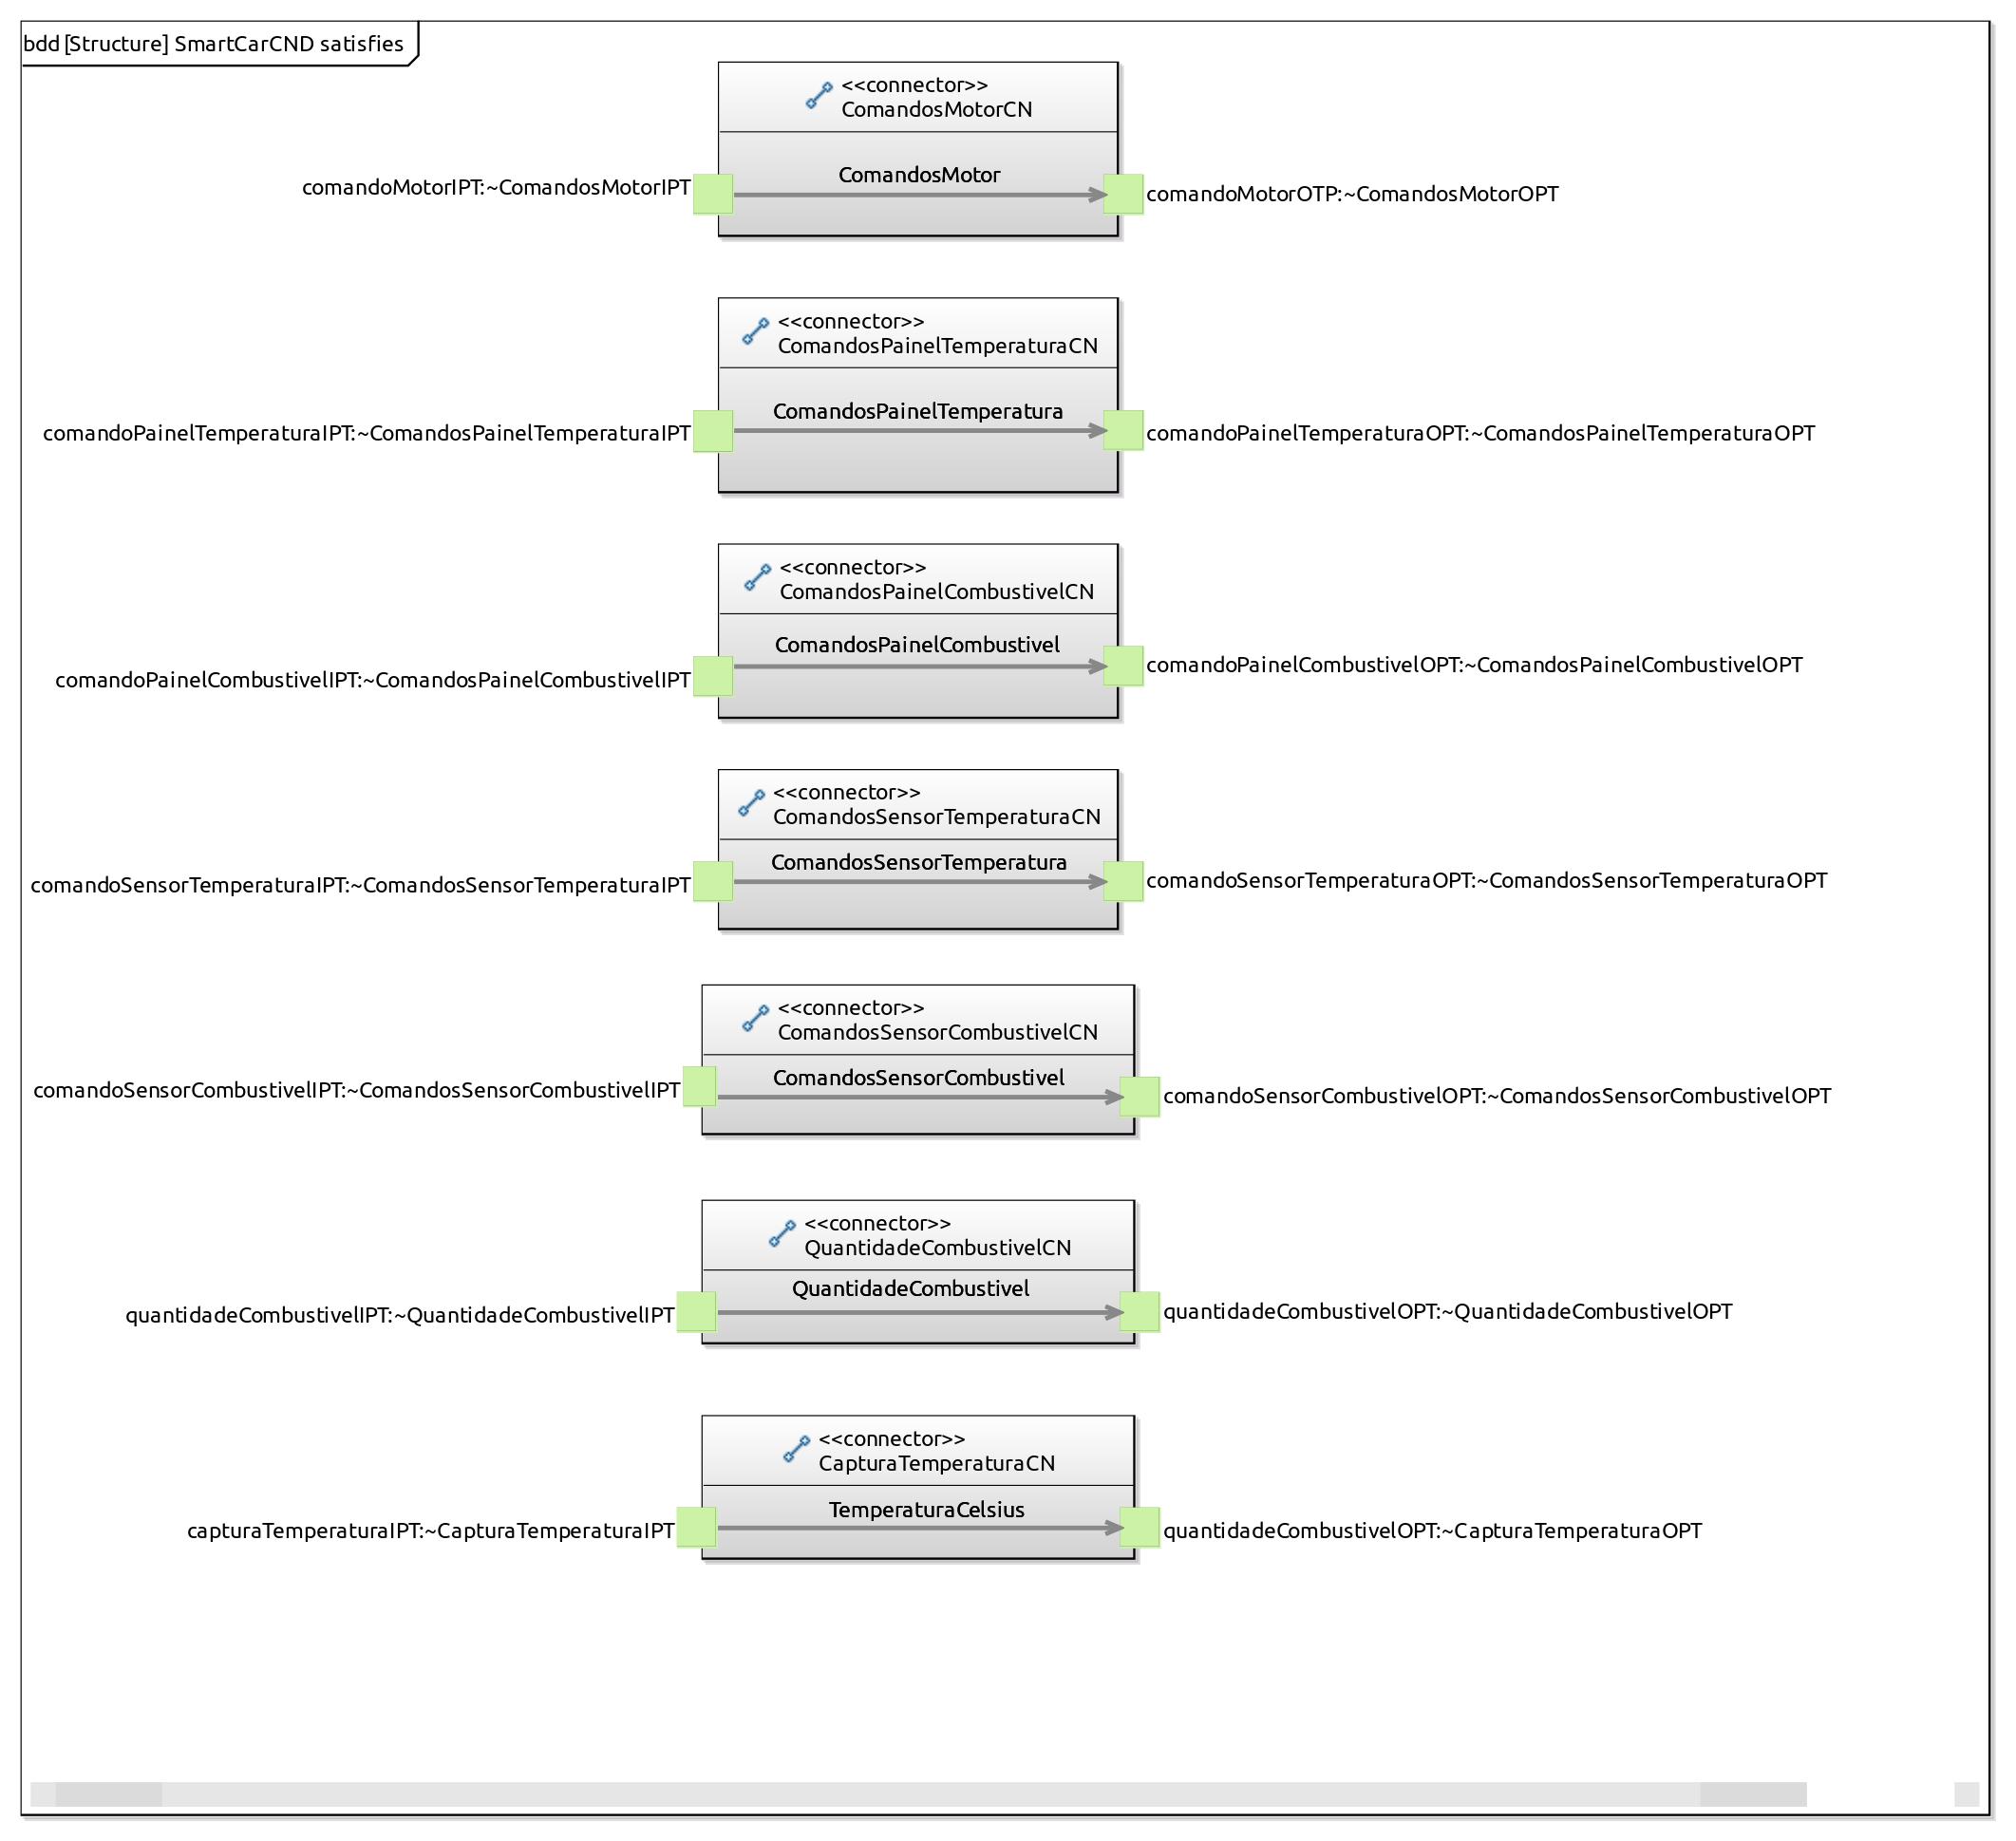 bdd [Structure] SmartCarCND satisfies
<<connector>>
ComandosMotorCN
ComandosMotor
comandoMotorIPT:~ComandosMotorIPT
comandoMotorOTP:~ComandosMotorOPT
<<connector>>
ComandosPainelTemperaturaCN
ComandosPainelTemperatura
comandoPainelTemperaturaIPT:~ComandosPainelTemperaturaIPT
comandoPainelTemperaturaOPT:~ComandosPainelTemperaturaOPT
<<connector>>
ComandosPainelCombustivelCN
ComandosPainelCombustivel
comandoPainelCombustivelIPT:~ComandosPainelCombustivelIPT
comandoPainelCombustivelOPT:~ComandosPainelCombustivelOPT
<<connector>>
ComandosSensorTemperaturaCN
ComandosSensorTemperatura
comandoSensorTemperaturaIPT:~ComandosSensorTemperaturaIPT
comandoSensorTemperaturaOPT:~ComandosSensorTemperaturaOPT
<<connector>>
ComandosSensorCombustivelCN
ComandosSensorCombustivel
comandoSensorCombustivelIPT:~ComandosSensorCombustivelIPT
comandoSensorCombustivelOPT:~ComandosSensorCombustivelOPT
<<connector>>
QuantidadeCombustivelCN
QuantidadeCombustivel
quantidadeCombustivelIPT:~QuantidadeCombustivelIPT
quantidadeCombustivelOPT:~QuantidadeCombustivelOPT
<<connector>>
CapturaTemperaturaCN
TemperaturaCelsius
capturaTemperaturaIPT:~CapturaTemperaturaIPT
quantidadeCombustivelOPT:~CapturaTemperaturaOPT